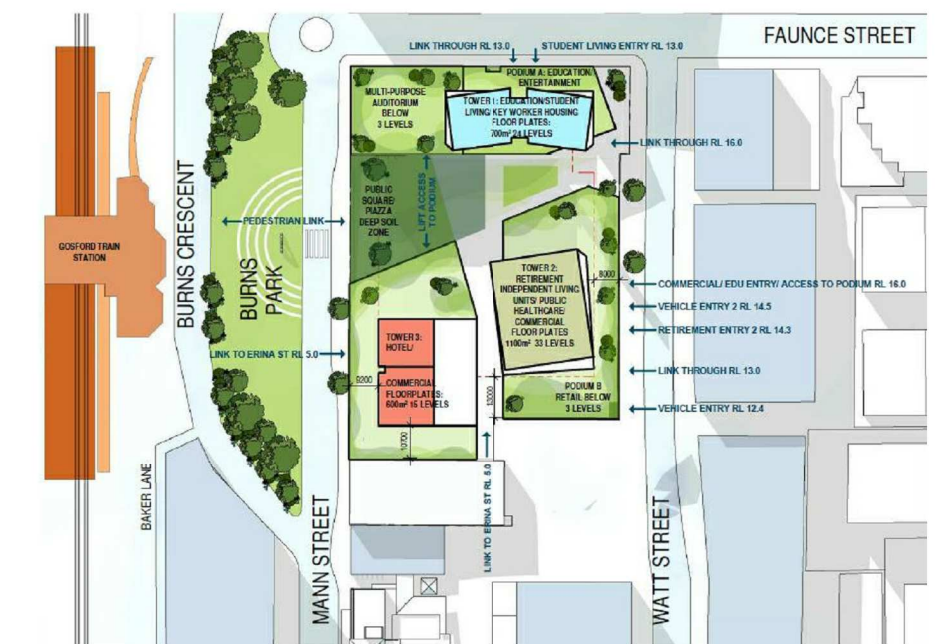 FAUNCE STREET
LINK THROUGH RL 13.0
STUDENT LIVING ENTRY RL 13.0
PODIUM A: EDUCATION/
ENTERTAINMENT
MULTI-PURPOSE
AUDITORIUM
BELOW
3 LEVELS
TOWER 1: EDUCATION/STUDENT
LIVING/ KEY WORKER HOUSING
FLOOR PLATES:
700m² 24 LEVELS
LINK THROUGH RL 16.0
PUBLIC
SQUARE/
PIAZZA
DEEP SOIL
ZONE
LIFT ACCESS
TO PODIUM
PEDESTRIAN LINK
BURNS CRESCENT
BURNS
PARK
GOSFORD TRAIN
STATION
TOWER 2:
RETIREMENT
INDEPENDENT LIVING
UNITS/ PUBLIC
HEALTHCARE/
COMMERCIAL
FLOOR PLATES
1100m² 33 LEVELS
8000
COMMERCIAL/ EDU ENTRY/ ACCESS TO PODIUM RL 16.0
VEHICLE ENTRY 2 RL 14.5
RETIREMENT ENTRY 2 RL 14.3
LINK THROUGH RL 13.0
VEHICLE ENTRY RL 12.4
LINK TO ERINA ST RL 5.0
TOWER 3:
HOTEL/
COMMERCIAL
FLOORPLATES:
600m² 15 LEVELS
9200
10700
13000
PODIUM B
RETAIL BELOW
3 LEVELS
LINK TO ERINA ST RL 6.0
BAKER LANE
MANN STREET
WATT STREET